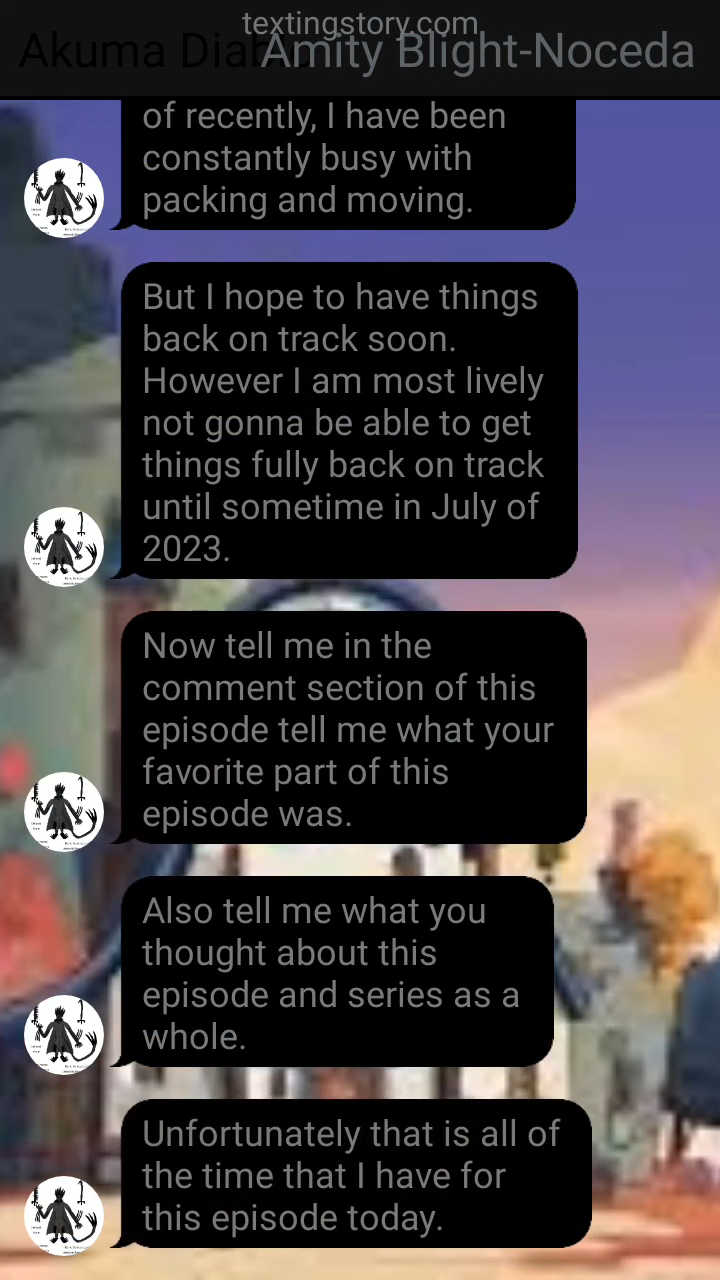 textingstory.com
Akuma Diab Amity Blight-Noceda
of recently, I have been
constantly busy with
packing and moving.
But I hope to have things
back on track soon.
However I am most lively
not gonna be able to get
things fully back on track
until sometime in July of
2023.
Now tell me in the
comment section of this
episode tell me what your
favorite part of this
episode was.
Also tell me what you
thought about this
episode and series as a
whole.
Unfortunately that is all of
the time that I have for
this episode today.